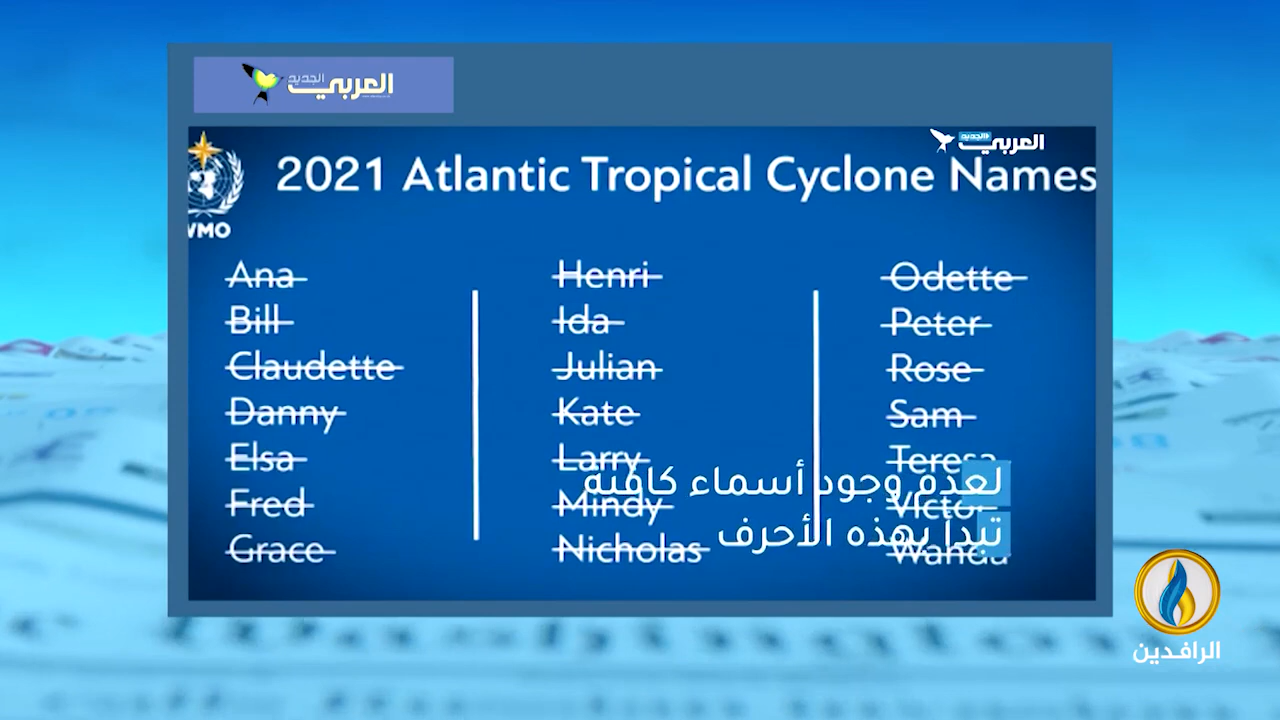 العربي الجديد
العربي الجديد
2021 Atlantic Tropical Cyclone Names
WMO
Ana
Bill
Claudette
Danny
Elsa
Fred
Grace
Henri
Ida
Julian
Kate
Larry
Mindy
Nicholas
Odette
Peter
Rose
Sam
Teresa
Victor
Wanda
لعدم وجود أسماء كافية
تبدأ بهذه الأحرف
الرافدين